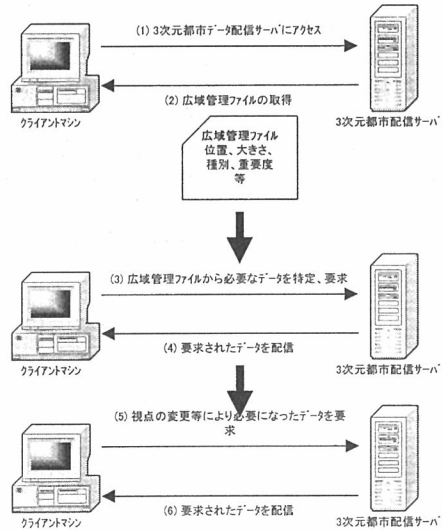 (1) 3次元都市データ配信サーバにアクセス
(2) 広域管理ファイルの取得
クライアントマシン
3次元都市配信サーバ
広域管理ファイル
位置、大きさ、
種別、重要度
等
(3) 広域管理ファイルから必要なデータを特定、要求
(4) 要求されたデータを配信
クライアントマシン
3次元都市配信サーバ
(5) 視点の変更等により必要になったデータを要
求
(6) 要求されたデータを配信
クライアントマシン
3次元都市配信サーバ